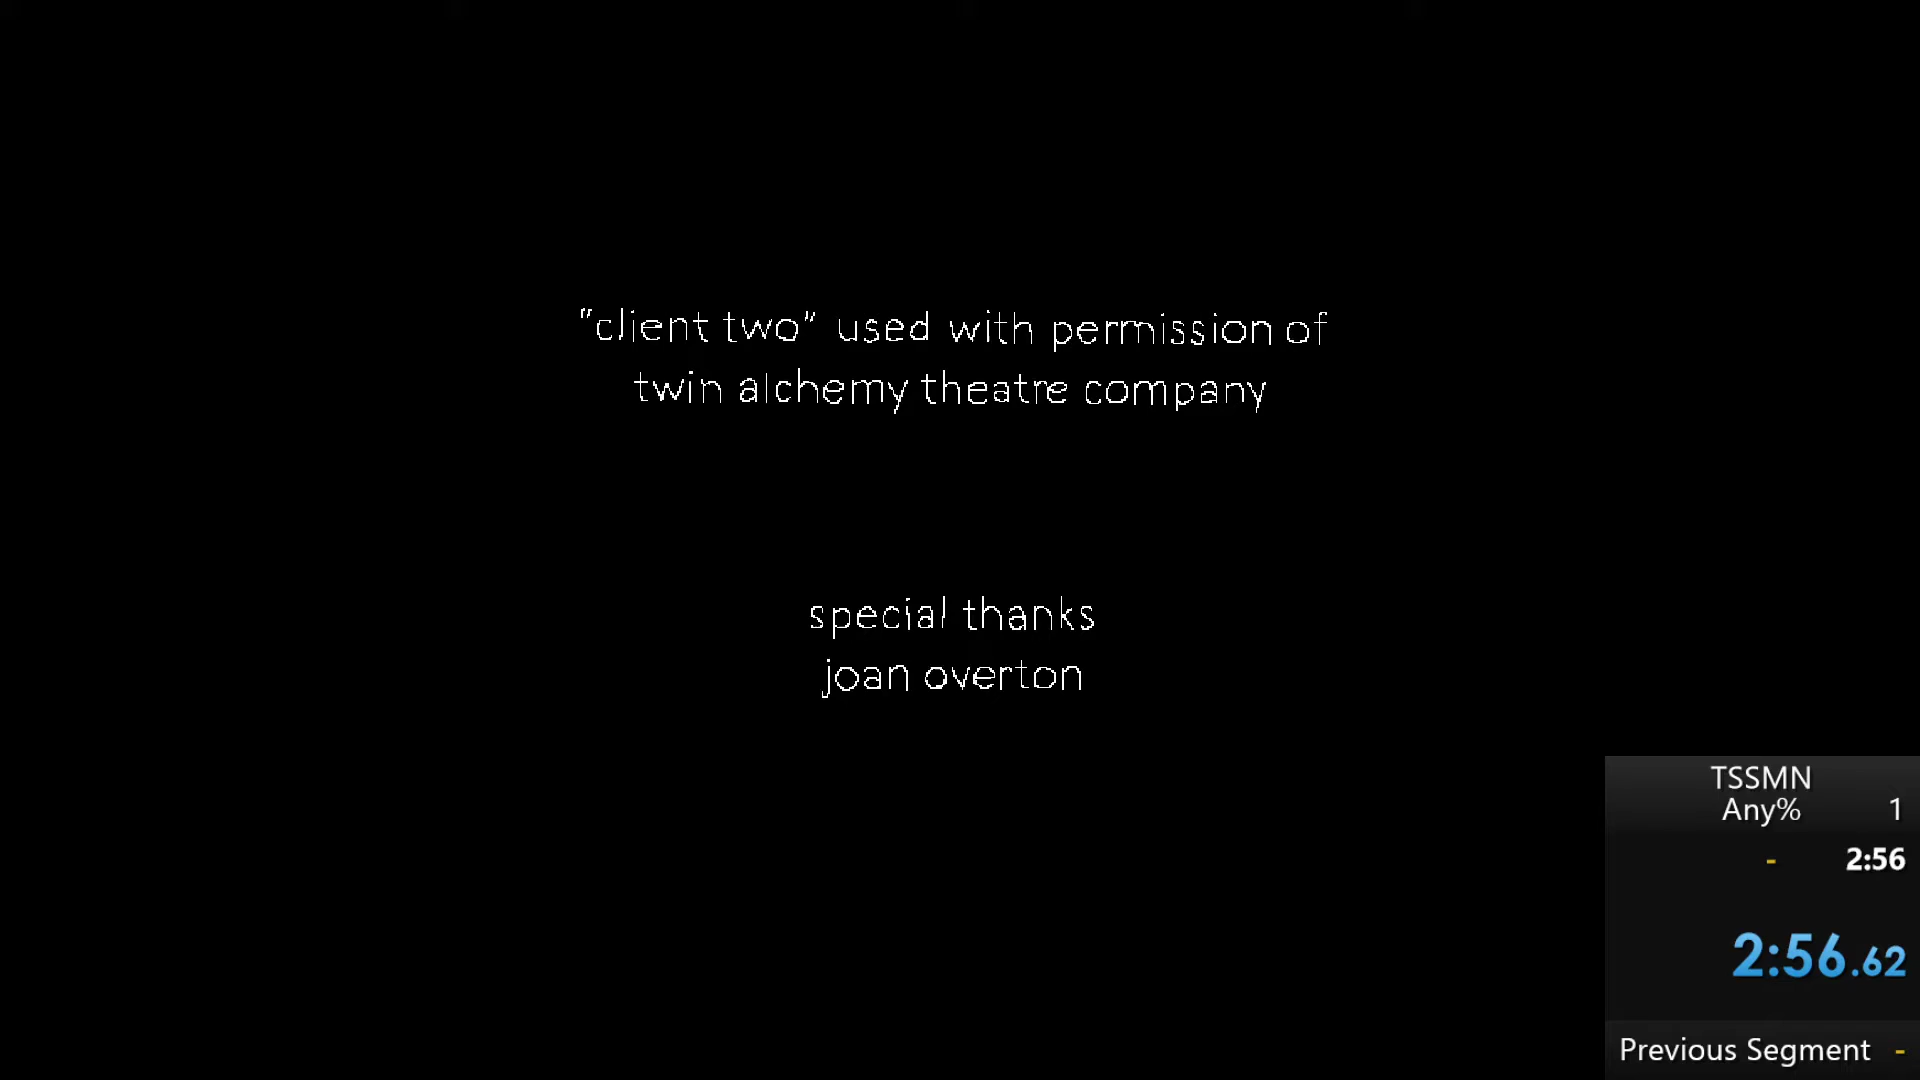 "client two" used with permission of
twin alchemy theatre company
special thanks
joan overton
TSSMN
Any% 1
- 2:56
2:56.62
Previous Segment -